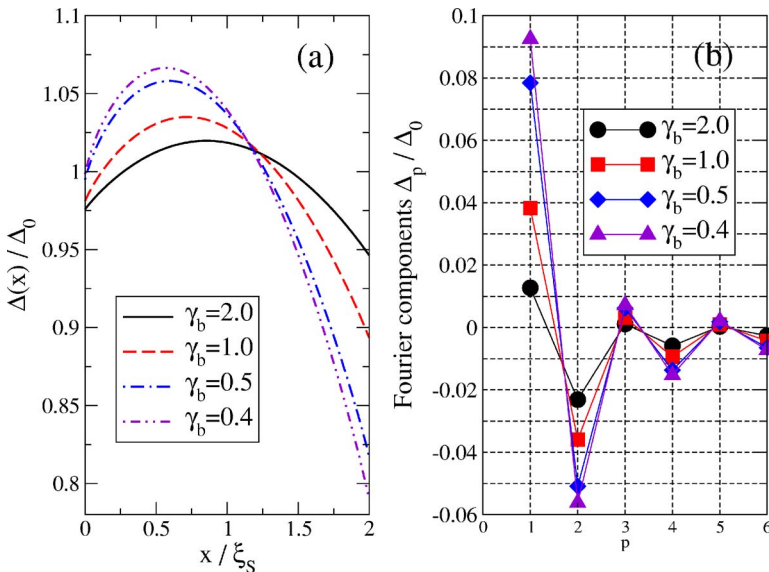 (a)
1.1
1.05
1
0.95
0.9
0.85
0.8
Δ(x) / Δ₀
γb=2.0
γb=1.0
γb=0.5
γb=0.4
0 0.5 1 1.5 2
x / ξS
(b)
0.1
0.08
0.06
0.04
0.02
0
-0.02
-0.04
-0.06
Fourier components Δp / Δ₀
γb=2.0
γb=1.0
γb=0.5
γb=0.4
0 1 2 3 4 5 6
p